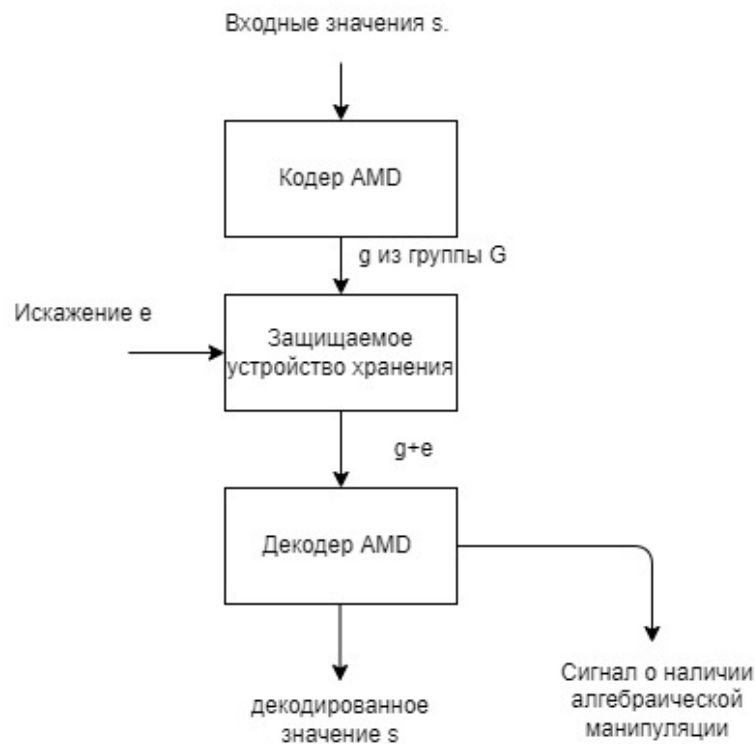 Входные значения s.
Кодер AMD
g из группы G
Искажение e
Защищаемое
устройство хранения
g+e
Декодер AMD
декодированное
значение s
Сигнал о наличии
алгебраической
манипуляции